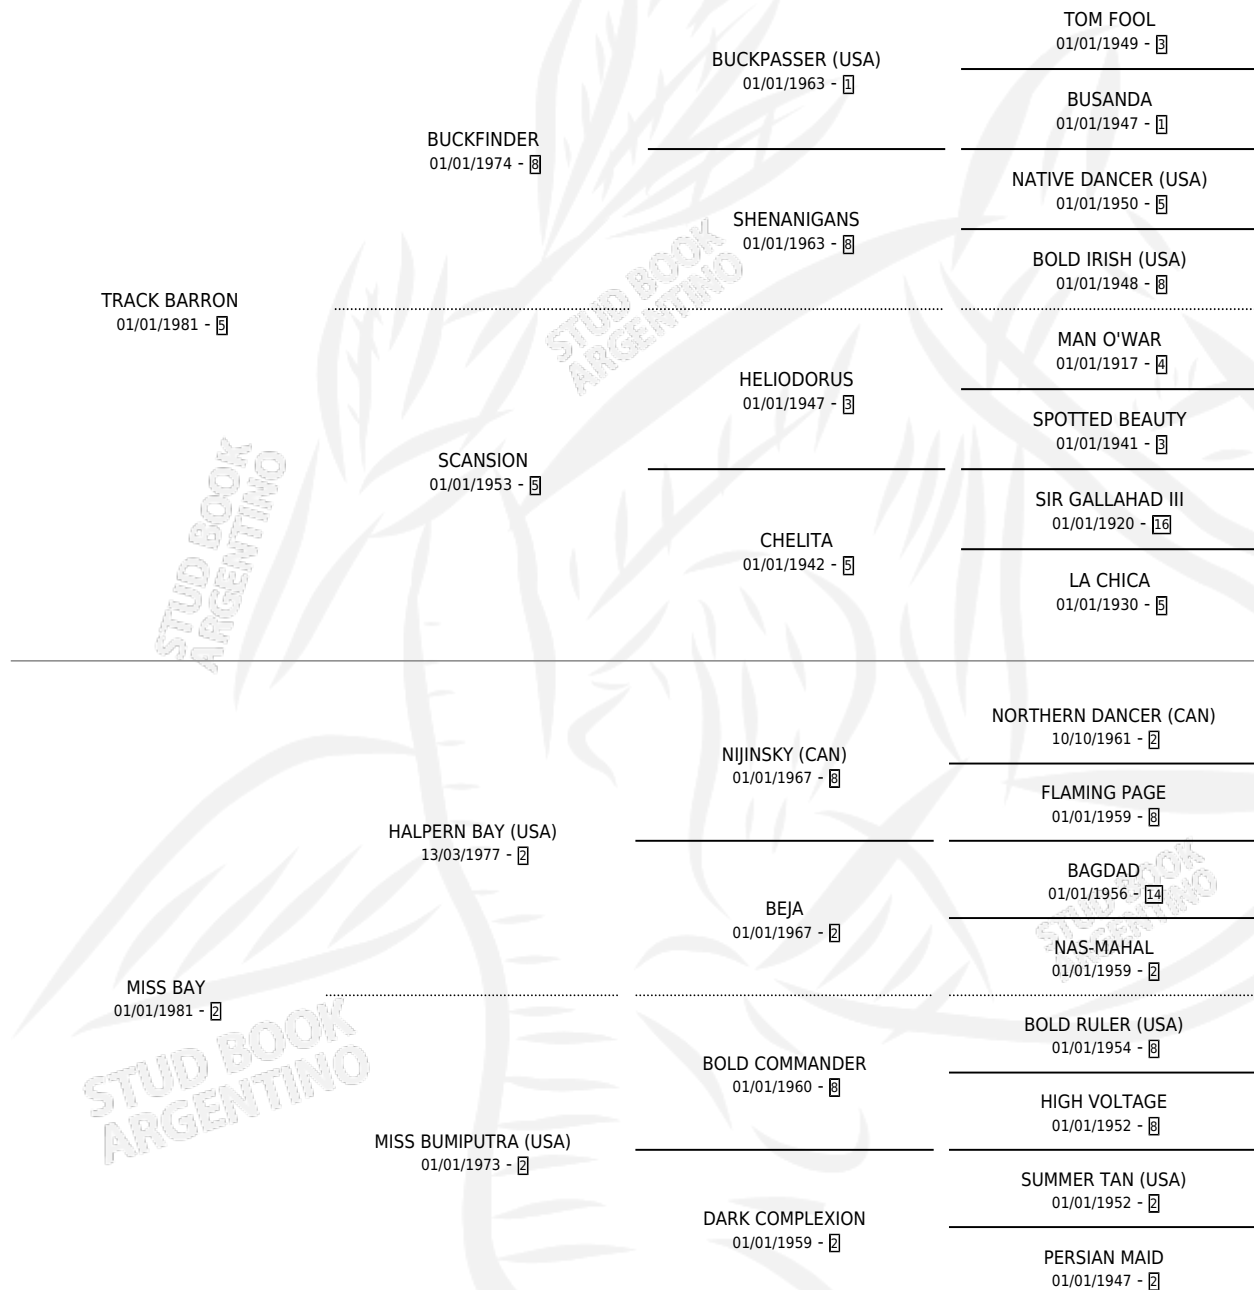 TOM FOOL
01/01/1949 - 3
BUCKPASSER (USA)
01/01/1963 - 1
BUSANDA
01/01/1947 - 1
BUCKFINDER
01/01/1974 - 8
NATIVE DANCER (USA)
01/01/1950 - 5
SHENANIGANS
01/01/1963 - 8
BOLD IRISH (USA)
01/01/1948 - 8
TRACK BARRON
01/01/1981 - 5
MAN O'WAR
01/01/1917 - 4
HELIODORUS
01/01/1947 - 3
SPOTTED BEAUTY
01/01/1941 - 3
SCANSION
01/01/1953 - 5
SIR GALLAHAD III
01/01/1920 - 16
CHELITA
01/01/1942 - 5
LA CHICA
01/01/1930 - 5
STUD BOOK
ARGENTINO
STUD BOOK
ARGENTINO
NORTHERN DANCER (CAN)
10/10/1961 - 2
NIJINSKY (CAN)
01/01/1967 - 8
FLAMING PAGE
01/01/1959 - 8
HALPERN BAY (USA)
13/03/1977 - 2
BAGDAD
01/01/1956 - 14
BEJA
01/01/1967 - 2
NAS-MAHAL
01/01/1959 - 2
MISS BAY
01/01/1981 - 2
BOLD RULER (USA)
01/01/1954 - 8
BOLD COMMANDER
01/01/1960 - 8
HIGH VOLTAGE
01/01/1952 - 8
MISS BUMIPUTRA (USA)
01/01/1973 - 2
SUMMER TAN (USA)
01/01/1952 - 2
DARK COMPLEXION
01/01/1959 - 2
PERSIAN MAID
01/01/1947 - 2
STUD BOOK
ARGENTINO
STUD BOOK
ARGENTINO